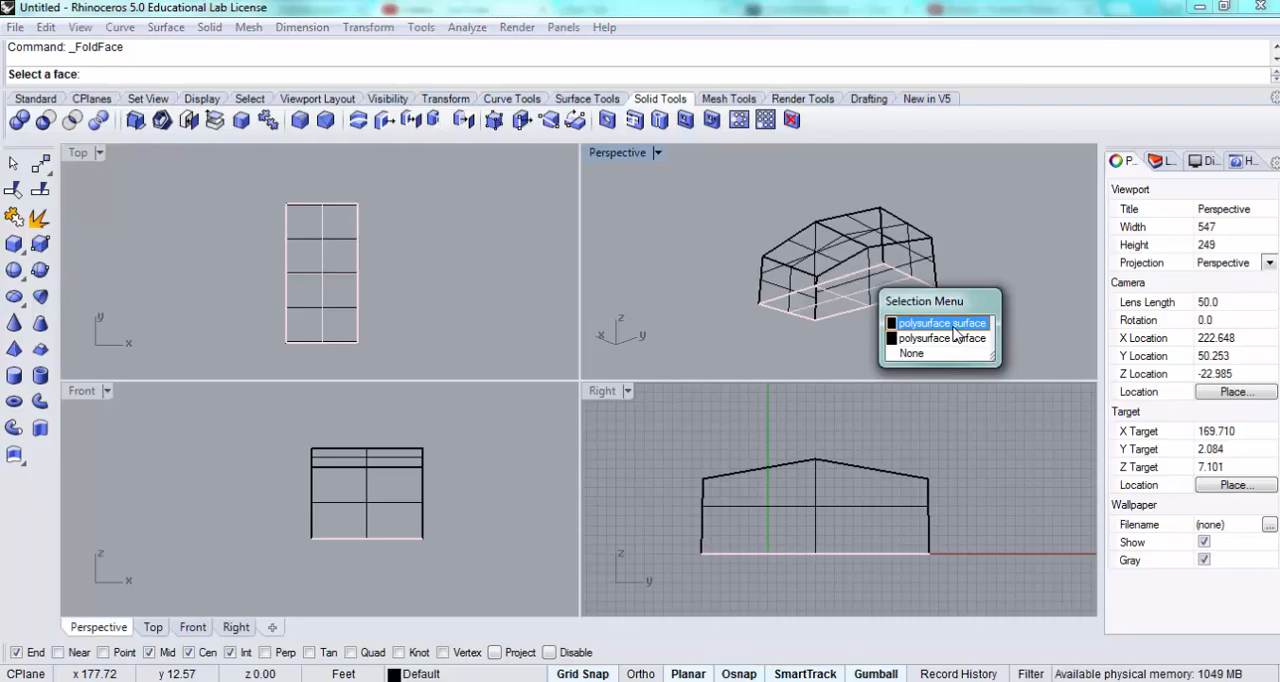 Untitled - Rhinoceros 5.0 Educational Lab License
File Edit View Curve Surface Solid Mesh Dimension Transform Tools Analyze Render Panels Help
Command: _FoldFace
Select a face:
Standard CPlanes Set View Display Select Viewport Layout Visibility Transform Curve Tools Surface Tools Solid Tools Mesh Tools Render Tools Drafting New in V5
Top
y
x
Perspective
z
x
y
Selection Menu
polysurface surface
polysurface surface
None
Front
z
x
Right
z
y
P... L... Di... H...
Viewport
Title Perspective
Width 547
Height 249
Projection Perspective
Camera
Lens Length 50.0
Rotation 0.0
X Location 222.648
Y Location 50.253
Z Location -22.985
Location Place...
Target
X Target 169.710
Y Target 2.084
Z Target 7.101
Location Place...
Wallpaper
Filename (none) ...
Show
Gray
Perspective Top Front Right
End Near Point Mid Cen Int Perp Tan Quad Knot Vertex Project Disable
CPlane x 177.72 y 12.57 z 0.00 Feet Default Grid Snap Ortho Planar Osnap SmartTrack Gumball Record History Filter Available physical memory: 1049 MB